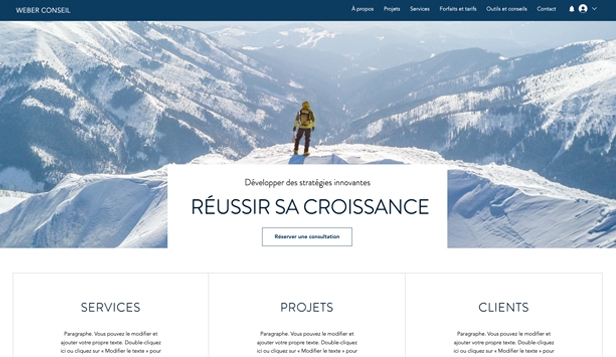 WEBER CONSEIL
À propos
Projets
Services
Forfaits et tarifs
Outils et conseils
Contact
Développer des stratégies innovantes
RÉUSSIR SA CROISSANCE
Réserver une consultation
SERVICES
Paragraphe. Vous pouvez le modifier et
ajouter votre propre texte. Double-cliquez
ici ou cliquez sur « Modifier le texte » pour
PROJETS
Paragraphe. Vous pouvez le modifier et
ajouter votre propre texte. Double-cliquez
ici ou cliquez sur « Modifier le texte » pour
CLIENTS
Paragraphe. Vous pouvez le modifier et
ajouter votre propre texte. Double-cliquez
ici ou cliquez sur « Modifier le texte » pour